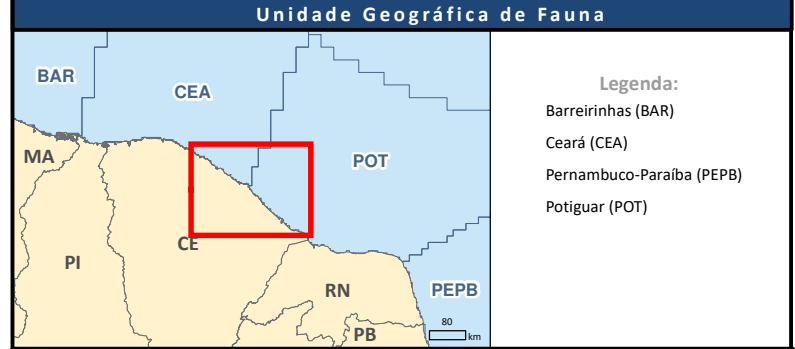 Unidade Geográfica de Fauna
BAR
CEA
MA
POT
CE
PI
RN
PEPB
PB
80
km
Legenda:
Barreirinhas (BAR)
Ceará (CEA)
Pernambuco-Paraíba (PEPB)
Potiguar (POT)